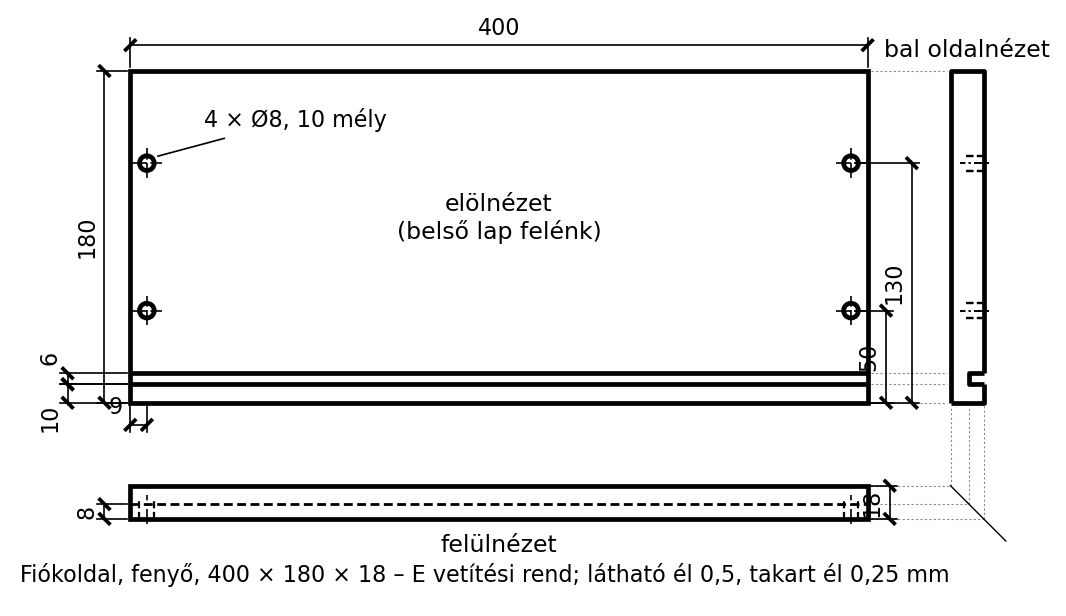 400
bal oldalnézet
4 × Ø8, 10 mély
elölnézet
(belső lap felénk)
180
130
50
6
10
9
8
18
felülnézet
Fiókoldal, fenyő, 400 × 180 × 18 – E vetítési rend; látható él 0,5, takart él 0,25 mm